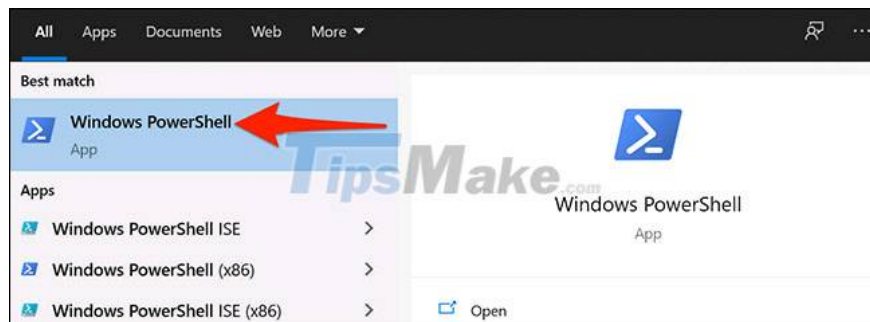 All Apps Documents Web More
Best match
Windows PowerShell
App
Apps
Windows PowerShell ISE
Windows PowerShell (x86)
Windows PowerShell ISE (x86)
Windows PowerShell
App
Open
TipsMake.com